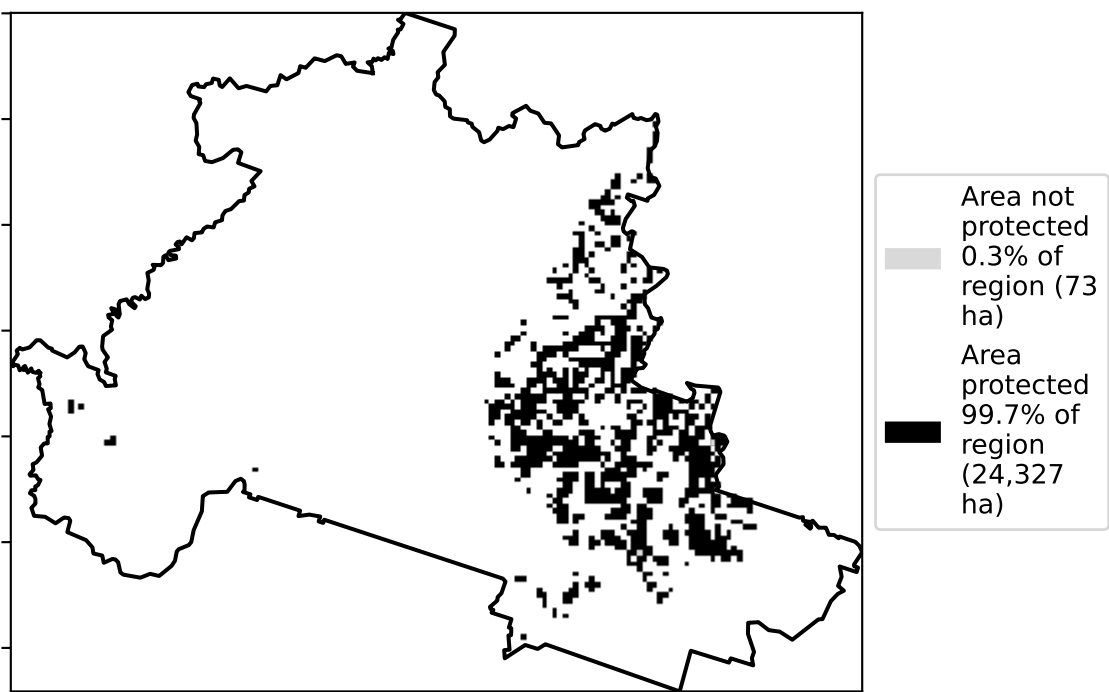 Area not
protected
0.3% of
region (73
ha)
Area
protected
99.7% of
region
(24,327
ha)